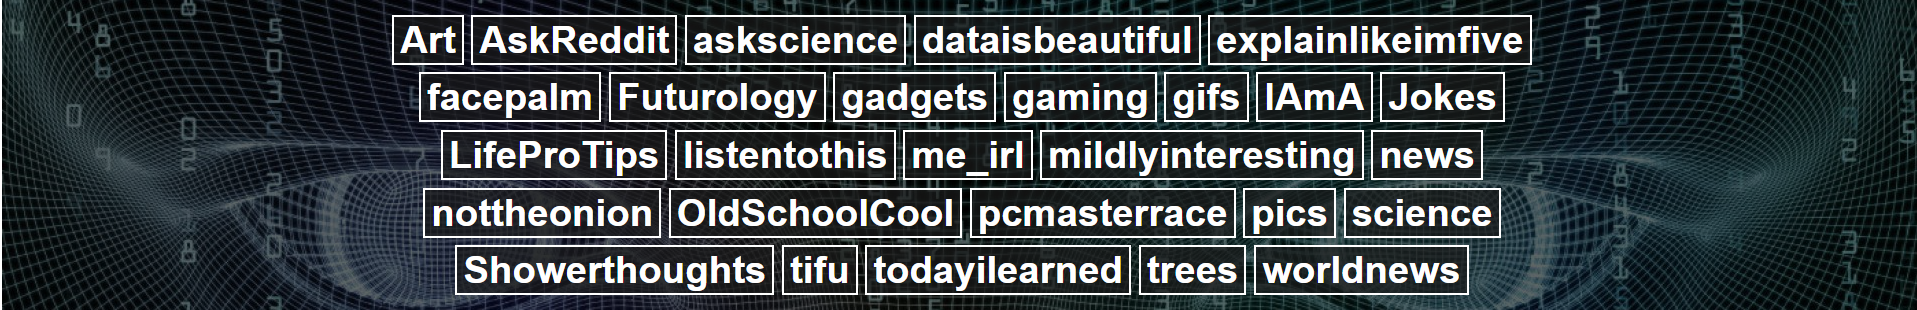 Art AskReddit askscience dataisbeautiful explainlikeimfive
facepalm Futurology gadgets gaming gifs IAmA Jokes
LifeProTips listentothis me_irl mildlyinteresting news
nottheonion OldSchoolCool pcmasterrace pics science
Showerthoughts tifu todayilearned trees worldnews